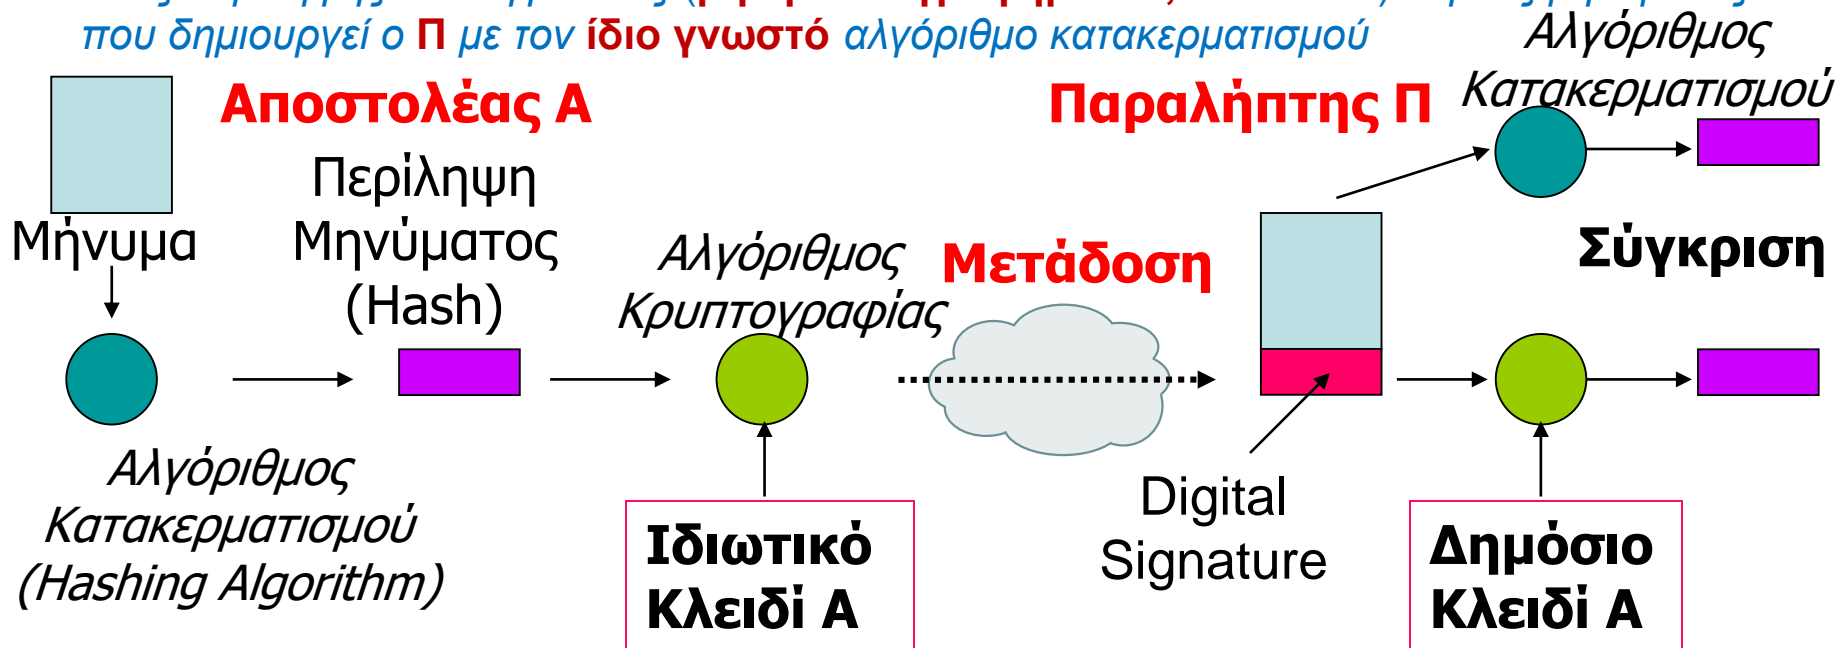 που δημιουργεί ο Π με τον ίδιο γνωστό αλγόριθμο κατακερματισμού
Αλγόριθμος
Κατακερματισμού
Αποστολέας Α
Παραλήπτης Π
Μήνυμα
Περίληψη
Μηνύματος
(Hash)
Αλγόριθμος
Κρυπτογραφίας
Μετάδοση
Σύγκριση
Αλγόριθμος
Κατακερματισμού
(Hashing Algorithm)
Ιδιωτικό
Κλειδί Α
Digital
Signature
Δημόσιο
Κλειδί Α